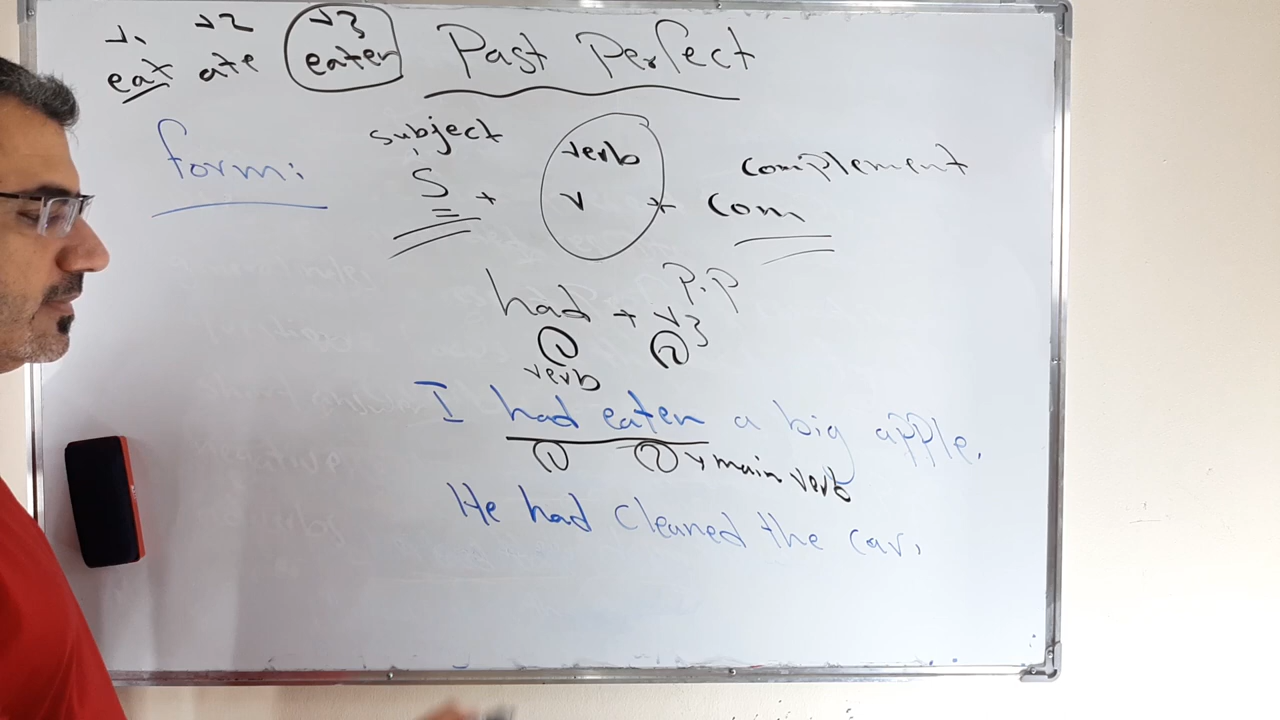 v1 v2 v3
eat ate eaten
Past Perfect
form:
subject verb complement
S + v + Com
P.P
had + v3
1 2
verb
I had eaten a big apple.
1 2 v main verb
He had cleaned the car.